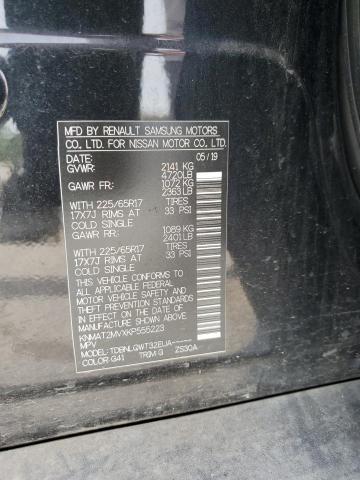 MFD BY RENAULT SAMSUNG MOTORS
CO., LTD. FOR NISSAN MOTOR CO., LTD.
DATE: 05/19
GVWR: 2141 KG
4720LB
GAWR FR: 1072 KG
2363LB
WITH 225/65R17 TIRES
17X7J RIMS AT 33 PSI
COLD SINGLE
GAWR RR: 1089 KG
2401LB
WITH 225/65R17 TIRES
17X7J RIMS AT 33 PSI
COLD SINGLE
THIS VEHICLE CONFORMS TO
ALL APPLICABLE FEDERAL
MOTOR VEHICLE SAFETY,
BUMPER, AND THEFT PREVENTION
STANDARDS IN EFFECT ON
THE DATE OF MANUFACTURE
SHOWN ABOVE.
KNMAT2MVXKP555223
MPV
MODEL: TDBNLQWT32EUA-----
COLOR G41 TRIM G ZS30A